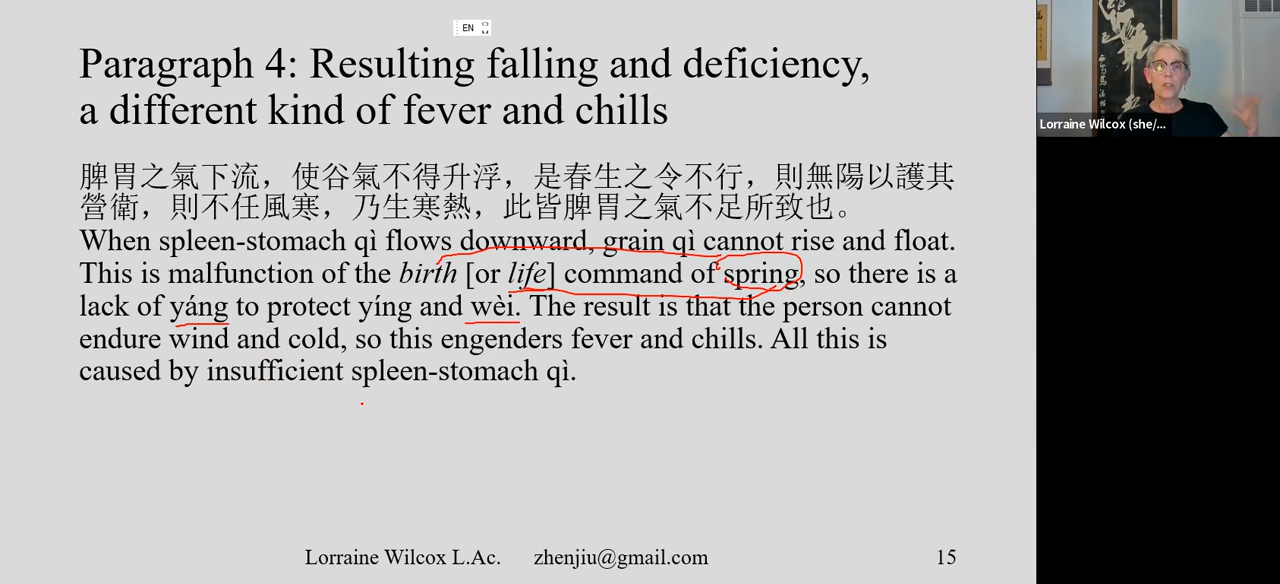 EN
Paragraph 4: Resulting falling and deficiency,
a different kind of fever and chills
脾胃之氣下流，使谷氣不得升浮，是春生之令不行，則無陽以護其
營衛，則不任風寒，乃生寒熱，此皆脾胃之氣不足所致也。
When spleen-stomach qì flows downward, grain qì cannot rise and float.
This is malfunction of the birth [or life] command of spring, so there is a
lack of yáng to protect yíng and wèi. The result is that the person cannot
endure wind and cold, so this engenders fever and chills. All this is
caused by insufficient spleen-stomach qì.
Lorraine Wilcox L.Ac. zhenjiu@gmail.com 15
Lorraine Wilcox (she/...